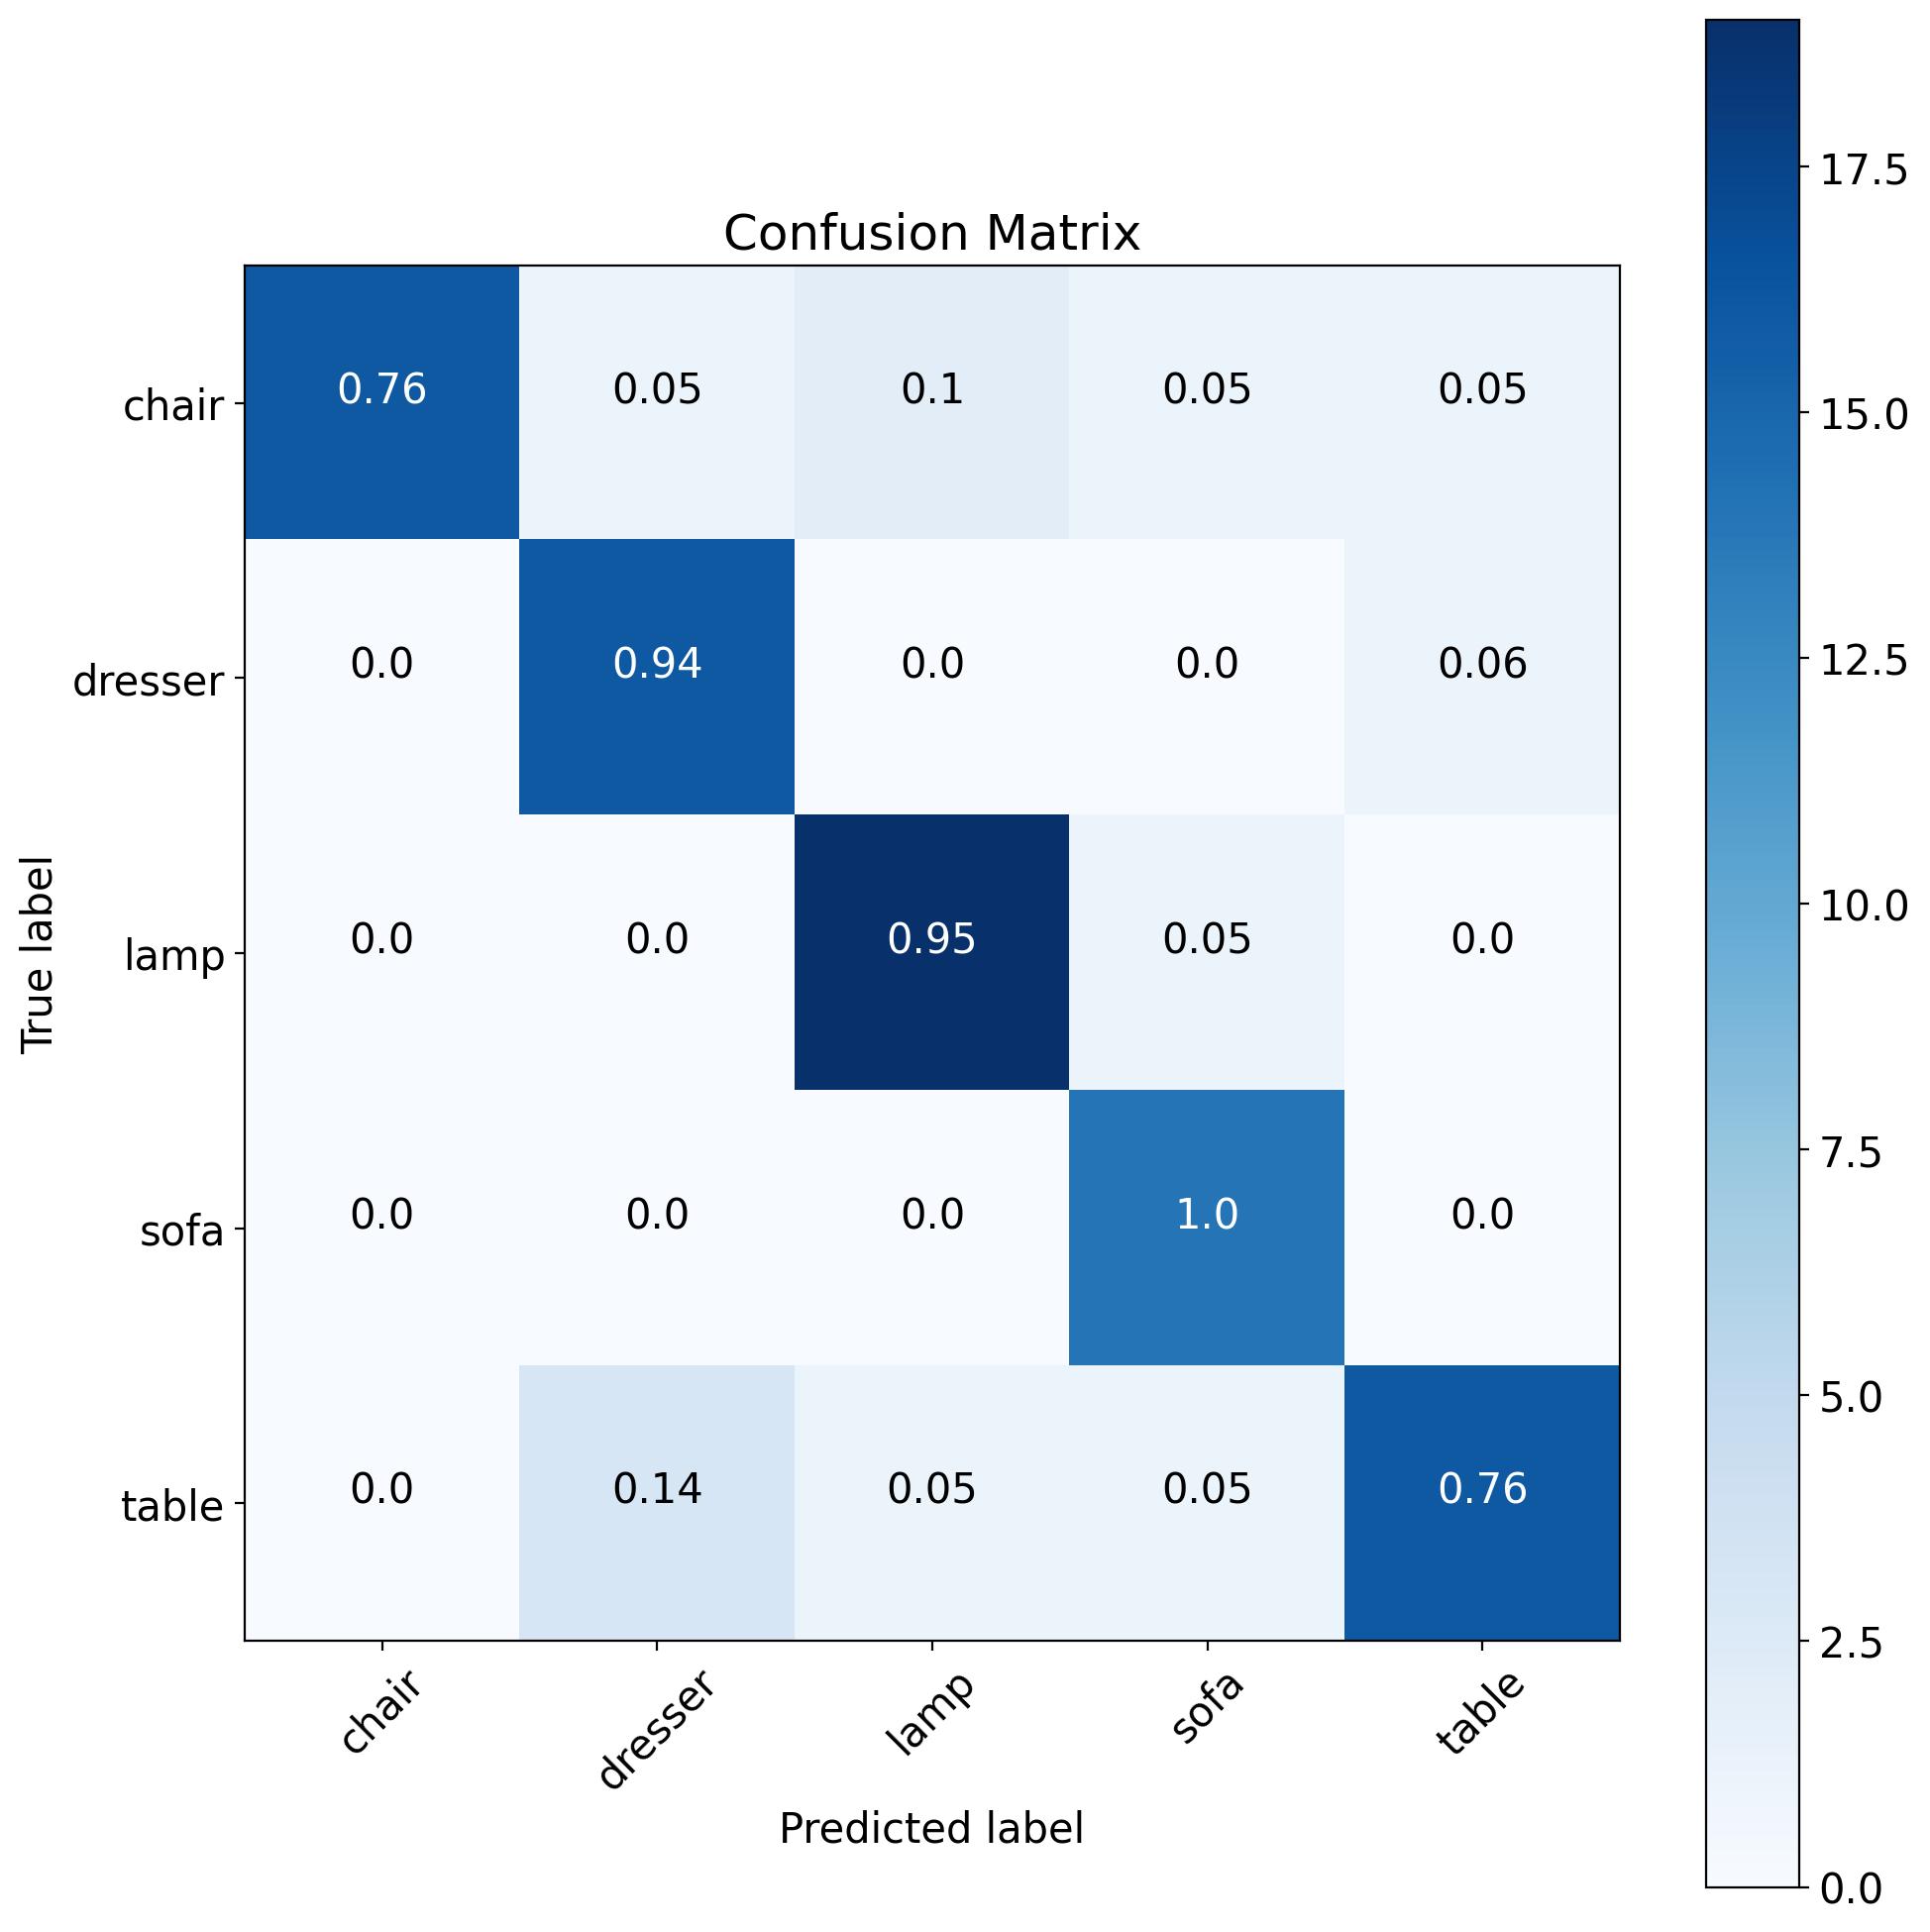 Confusion Matrix
True label
chair 0.76 0.05 0.1 0.05 0.05
dresser 0.0 0.94 0.0 0.0 0.06
lamp 0.0 0.0 0.95 0.05 0.0
sofa 0.0 0.0 0.0 1.0 0.0
table 0.0 0.14 0.05 0.05 0.76
chair dresser lamp sofa table
Predicted label
17.5
15.0
12.5
10.0
7.5
5.0
2.5
0.0